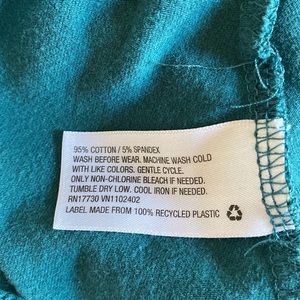 95% COTTON / 5% SPANDEX
WASH BEFORE WEAR. MACHINE WASH COLD
WITH LIKE COLORS. GENTLE CYCLE.
ONLY NON-CHLORINE BLEACH IF NEEDED.
TUMBLE DRY LOW. COOL IRON IF NEEDED.
RN17730 VN1102402
LABEL MADE FROM 100% RECYCLED PLASTIC